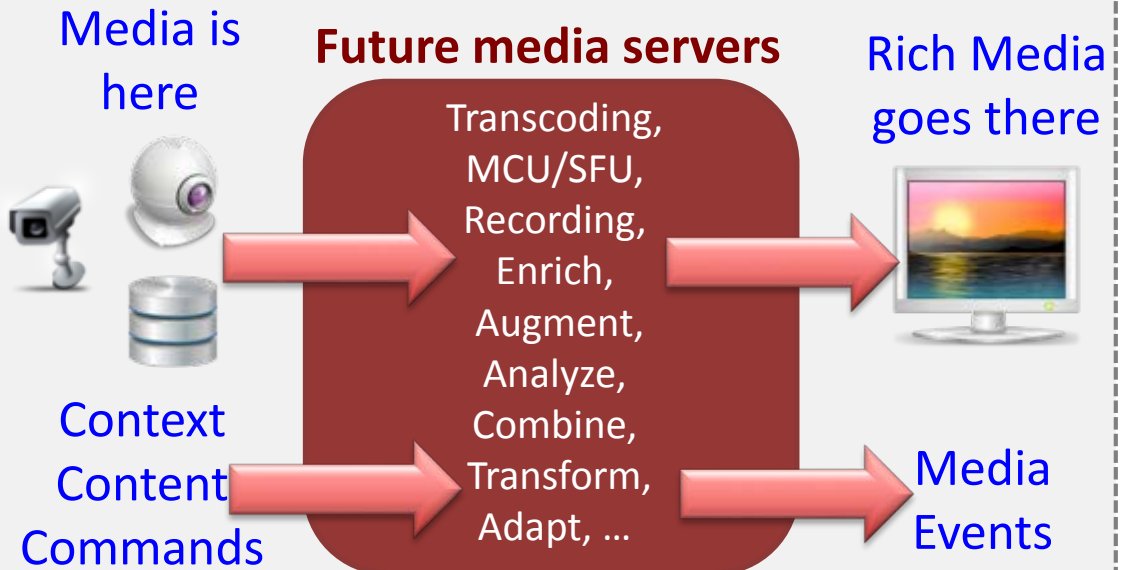 Media is
here
Future media servers
Rich Media
goes there
Transcoding,
MCU/SFU,
Recording,
Enrich,
Augment,
Analyze,
Combine,
Transform,
Adapt, ...
Context
Content
Commands
Media
Events